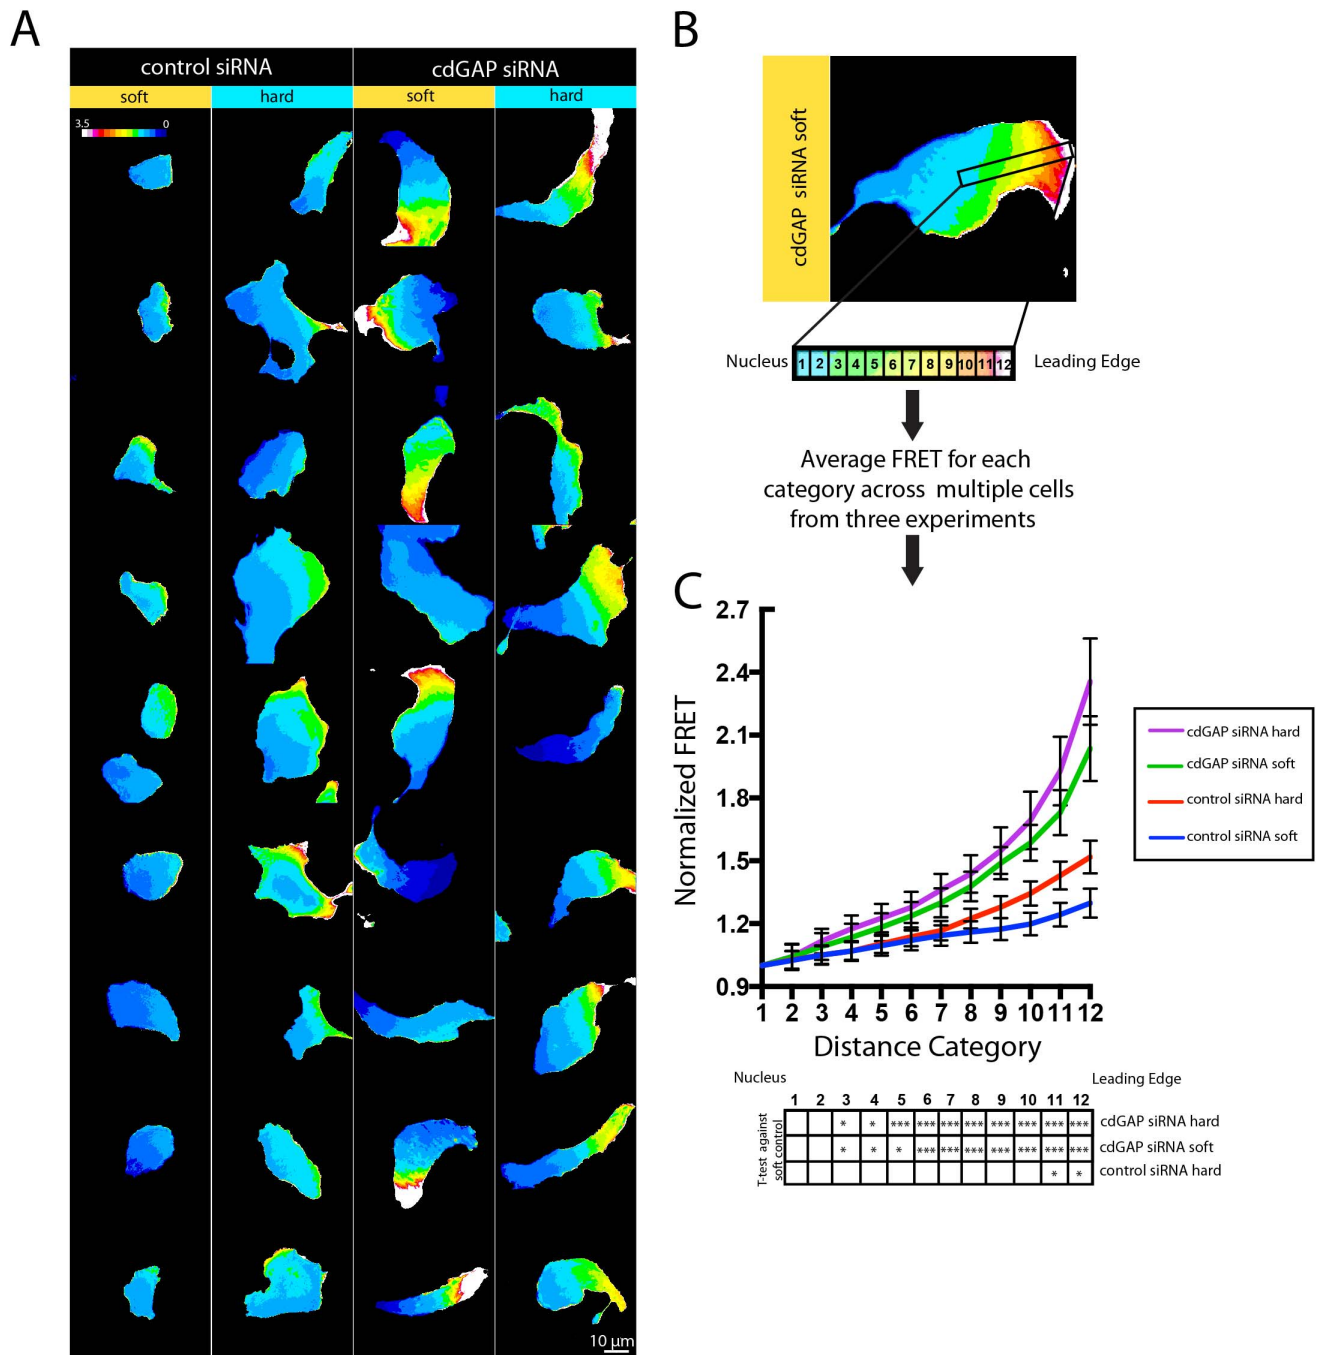 A
control siRNA
cdGAP siRNA
soft
hard
soft
hard
3.5
0
10 µm
B
cdGAP siRNA soft
Nucleus
1 2 3 4 5 6 7 8 9 10 11 12
Leading Edge
Average FRET for each
category across multiple cells
from three experiments
C
2.7
2.4
2.1
1.8
1.5
1.2
0.9
Normalized FRET
1 2 3 4 5 6 7 8 9 10 11 12
Distance Category
cdGAP siRNA hard
cdGAP siRNA soft
control siRNA hard
control siRNA soft
Nucleus
Leading Edge
1 2 3 4 5 6 7 8 9 10 11 12
T-test against
soft control
* * *** *** *** *** *** *** *** *** cdGAP siRNA hard
* * * *** *** *** *** *** *** *** cdGAP siRNA soft
* * control siRNA hard